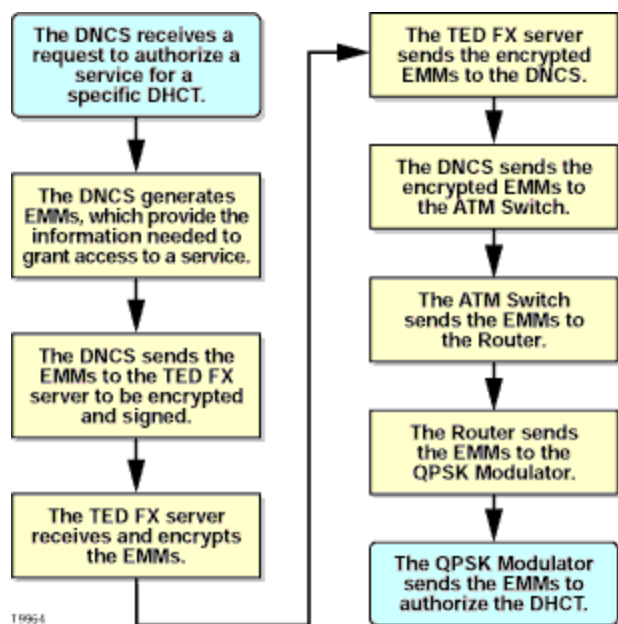 The DNCS receives a
request to authorize a
service for a
specific DHCT.
The DNCS generates
EMMs, which provide the
information needed to
grant access to a service.
The DNCS sends the
EMMs to the TED FX
server to be encrypted
and signed.
The TED FX server
receives and encrypts
the EMMs.
The TED FX server
sends the encrypted
EMMs to the DNCS.
The DNCS sends the
encrypted EMMs to
the ATM Switch.
The ATM Switch
sends the EMMs to
the Router.
The Router sends
the EMMs to the
QPSK Modulator.
The QPSK Modulator
sends the EMMs to
authorize the DHCT.
T9964